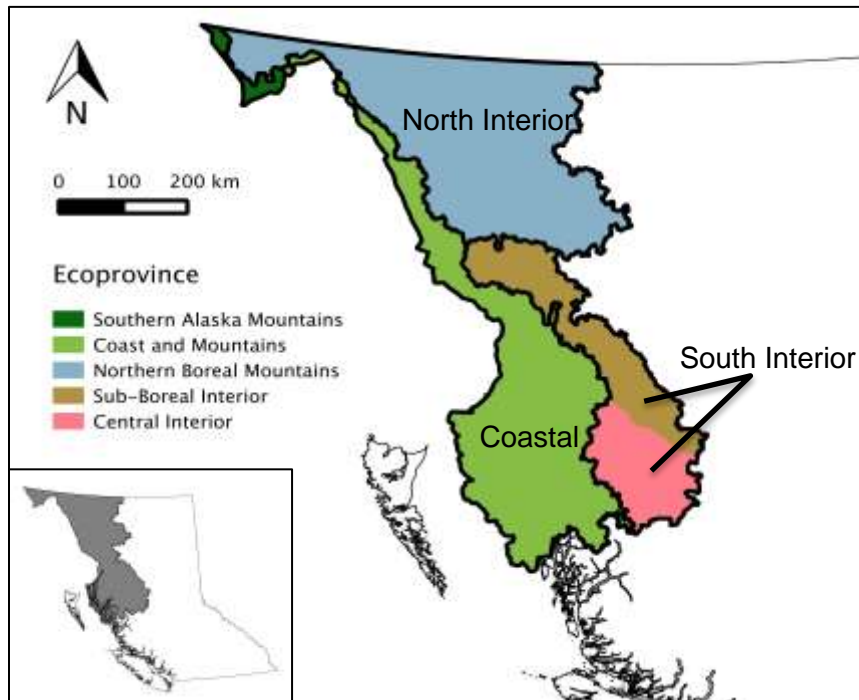 North Interior
N
0 100 200 km
Ecoprovince
Southern Alaska Mountains
Coast and Mountains
Northern Boreal Mountains
Sub-Boreal Interior
Central Interior
South Interior
Coastal